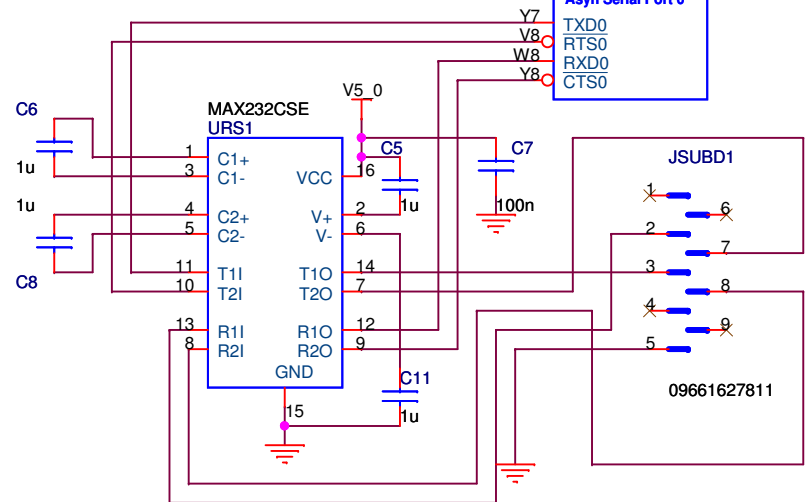 Asyn Serial Port 0
Y7 TXD0
V8 RTS0
W8 RXD0
Y8 CTS0
V5_0
C6
1u
MAX232CSE
URS1
C5
1u
C7
100n
JSUBD1
1 C1+
3 C1-
VCC 16
1u
C8
4 C2+
5 C2-
V+ 2
V- 6
11 T1I
10 T2I
T1O 14
T2O 7
13 R1I
8 R2I
R1O 12
R2O 9
GND
15
C11
1u
1
6
2
7
3
8
4
9
5
09661627811